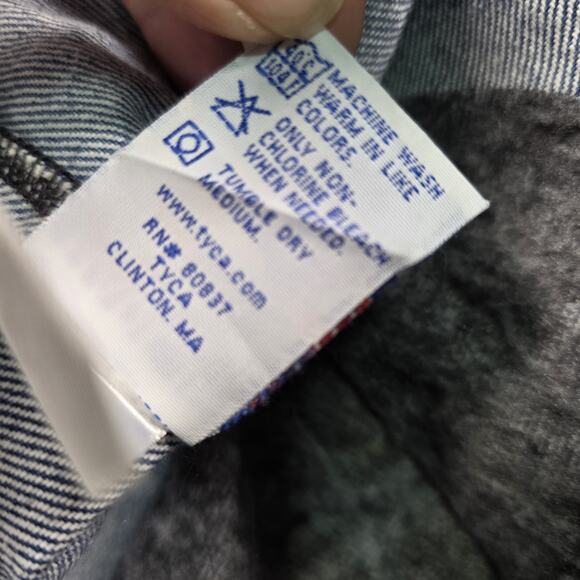 40°C
104°F
MACHINE WASH
WARM IN LIKE
COLORS.
ONLY NON-
CHLORINE BLEACH
WHEN NEEDED.
TUMBLE DRY
MEDIUM.
www.tyca.com
RN# 80837
TYCA
CLINTON, MA